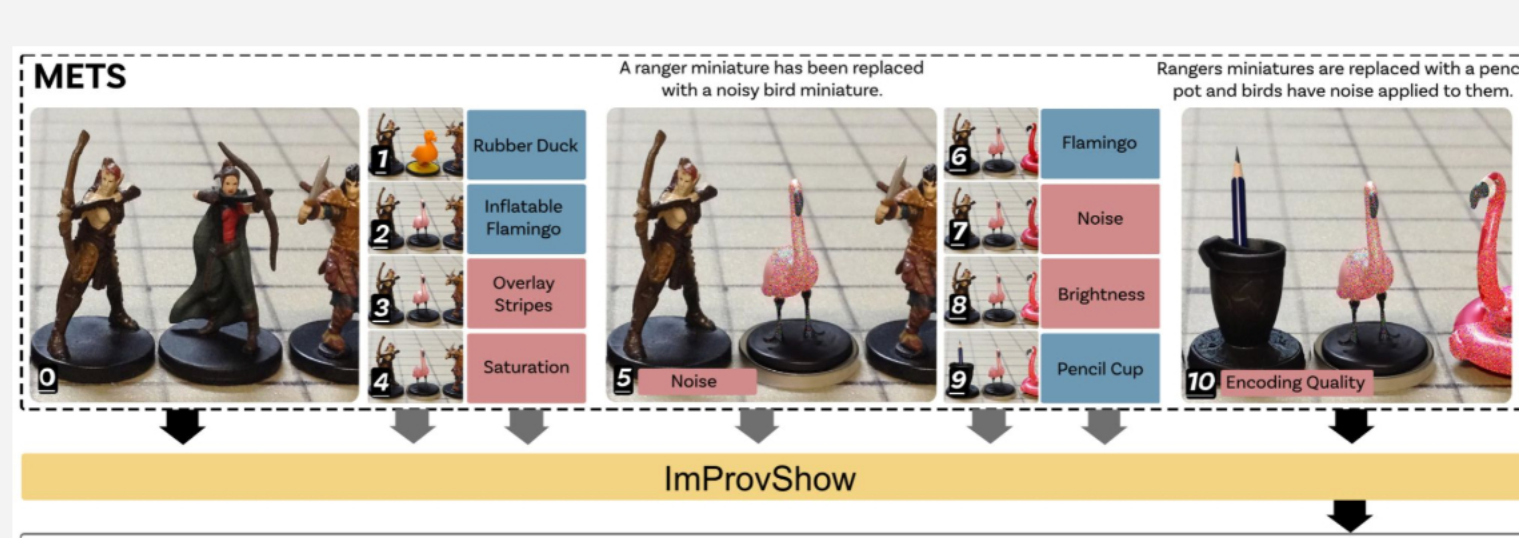 METS
A ranger miniature has been replaced
with a noisy bird miniature.
Rangers miniatures are replaced with a penc
pot and birds have noise applied to them.
0
1
Rubber Duck
2
Inflatable
Flamingo
3
Overlay
Stripes
4
Saturation
5
Noise
6
Flamingo
7
Noise
8
Brightness
9
Pencil Cup
10
Encoding Quality
ImProvShow